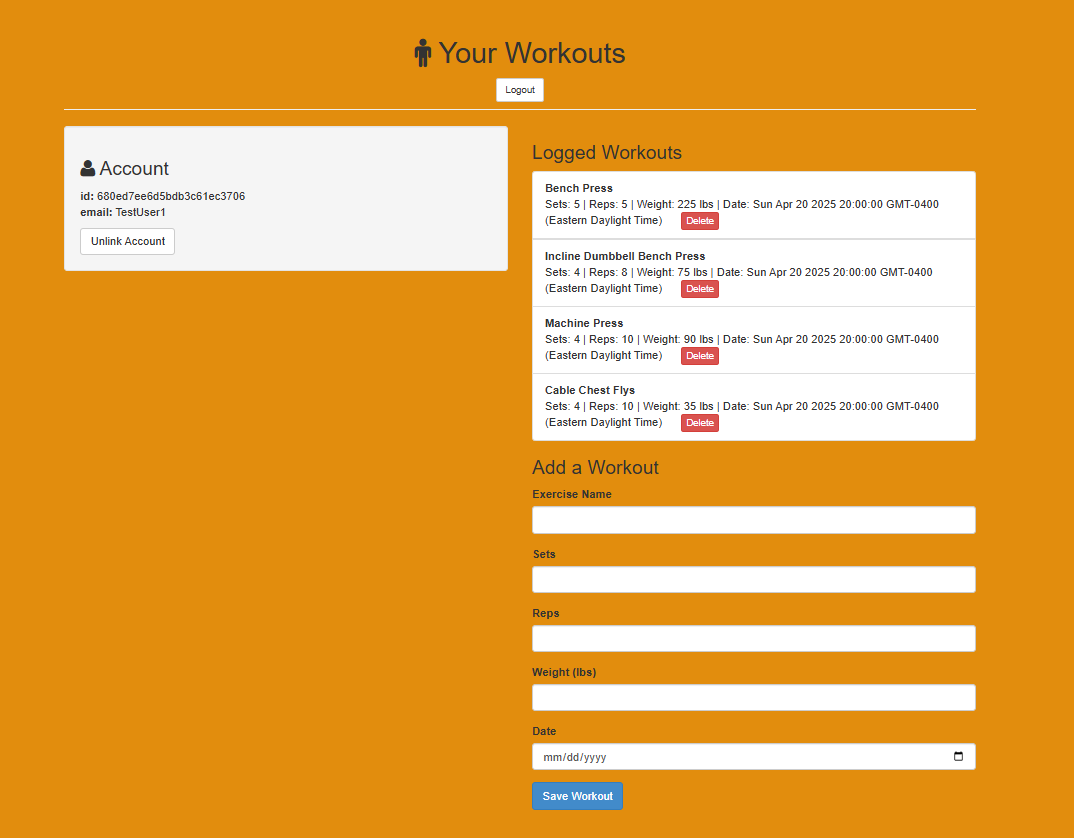 Your Workouts
Logout
Account
id: 680ed7ee6d5bdb3c61ec3706
email: TestUser1
Unlink Account
Logged Workouts
Bench Press
Sets: 5 | Reps: 5 | Weight: 225 lbs | Date: Sun Apr 20 2025 20:00:00 GMT-0400
(Eastern Daylight Time) Delete
Incline Dumbbell Bench Press
Sets: 4 | Reps: 8 | Weight: 75 lbs | Date: Sun Apr 20 2025 20:00:00 GMT-0400
(Eastern Daylight Time) Delete
Machine Press
Sets: 4 | Reps: 10 | Weight: 90 lbs | Date: Sun Apr 20 2025 20:00:00 GMT-0400
(Eastern Daylight Time) Delete
Cable Chest Flys
Sets: 4 | Reps: 10 | Weight: 35 lbs | Date: Sun Apr 20 2025 20:00:00 GMT-0400
(Eastern Daylight Time) Delete
Add a Workout
Exercise Name
Sets
Reps
Weight (lbs)
Date
mm/dd/yyyy
Save Workout